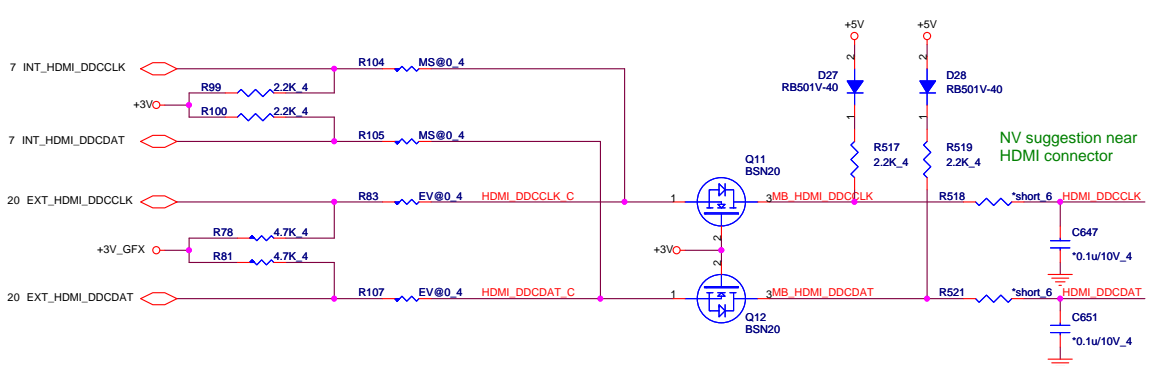 +5V +5V
7 INT_HDMI_DDCCLK R104 MS@0_4
2 2
R99 2.2K_4
D27 RB501V-40
D28 RB501V-40
+3V
R100 2.2K_4
1 1
7 INT_HDMI_DDCDAT R105 MS@0_4
R517 2.2K_4
R519 2.2K_4
NV suggestion near
HDMI connector
Q11
BSN20
20 EXT_HDMI_DDCCLK R83 EV@0_4 HDMI_DDCCLK_C 1 3 MB_HDMI_DDCCLK R518 *short_6 HDMI_DDCCLK
R78 4.7K_4
C647
*0.1u/10V_4
2
+3V_GFX
+3V
R81 4.7K_4
2
20 EXT_HDMI_DDCDAT R107 EV@0_4 HDMI_DDCDAT_C 1 3 MB_HDMI_DDCDAT R521 *short_6 HDMI_DDCDAT
Q12
BSN20
C651
*0.1u/10V_4